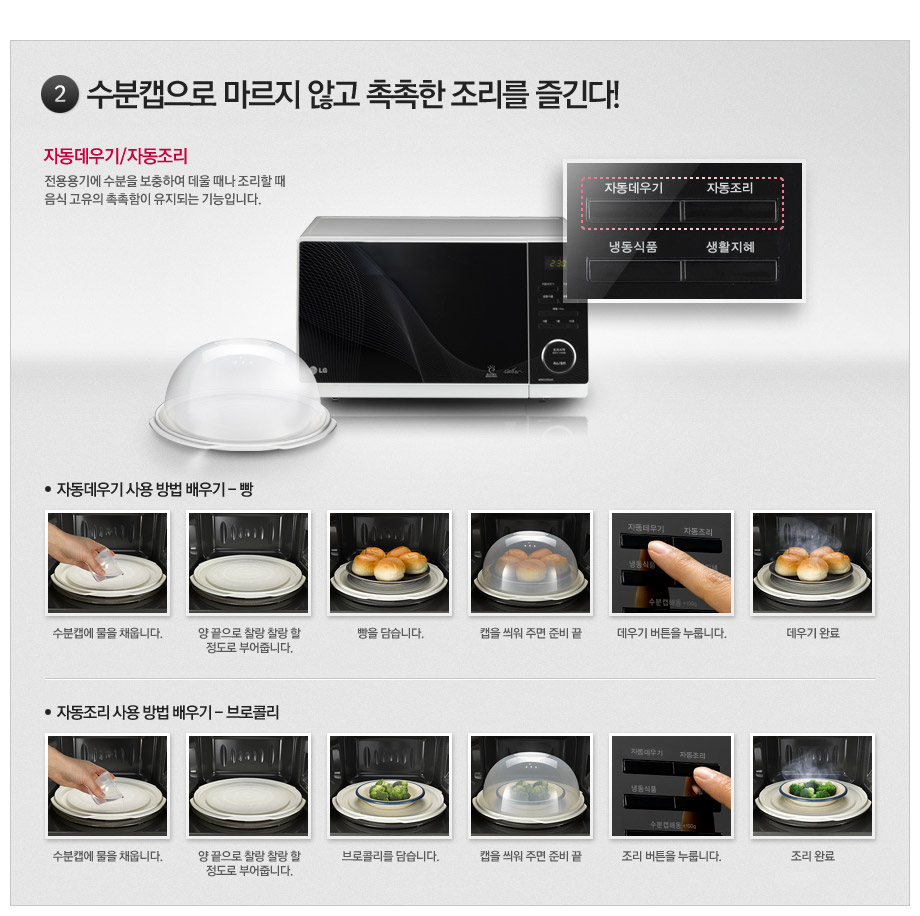 2 수분캡으로 마르지 않고 촉촉한 조리를 즐긴다!
자동데우기/자동조리
전용용기에 수분을 보충하여 데울 때나 조리할 때
음식 고유의 촉촉함이 유지되는 기능입니다.
자동데우기 자동조리
냉동식품 생활지혜
2:30
LG
● 자동데우기 사용 방법 배우기 – 빵
자동데우기 자동조리
냉동식품
수분캡해동 +100g
수분캡에 물을 채웁니다.
양 끝으로 찰랑 찰랑 할
정도로 부어줍니다.
빵을 담습니다.
캡을 씌워 주면 준비 끝
데우기 버튼을 누룹니다.
데우기 완료
● 자동조리 사용 방법 배우기 – 브로콜리
자동데우기 자동조리
냉동식품
수분캡해동 +100g
수분캡에 물을 채웁니다.
양 끝으로 찰랑 찰랑 할
정도로 부어줍니다.
브로콜리를 담습니다.
캡을 씌워 주면 준비 끝
조리 버튼을 누룹니다.
조리 완료